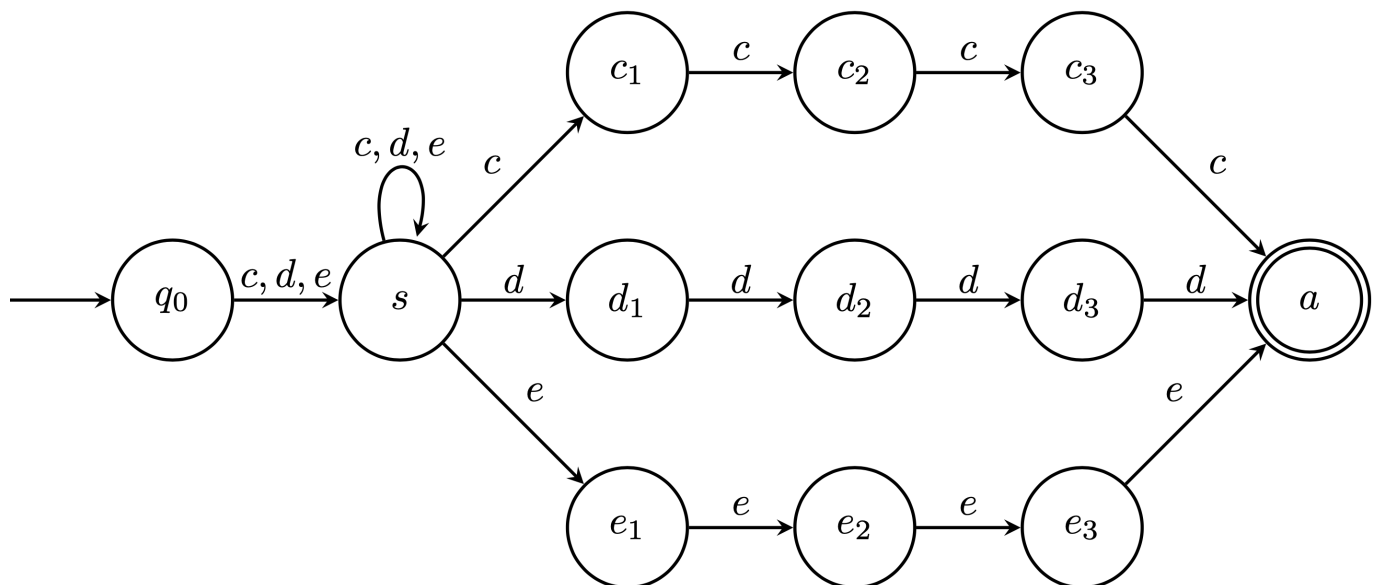 c₁ c c₂ c c₃
c, d, e c c
q₀ c, d, e s d d₁ d d₂ d d₃ d a
e e
e₁ e e₂ e e₃